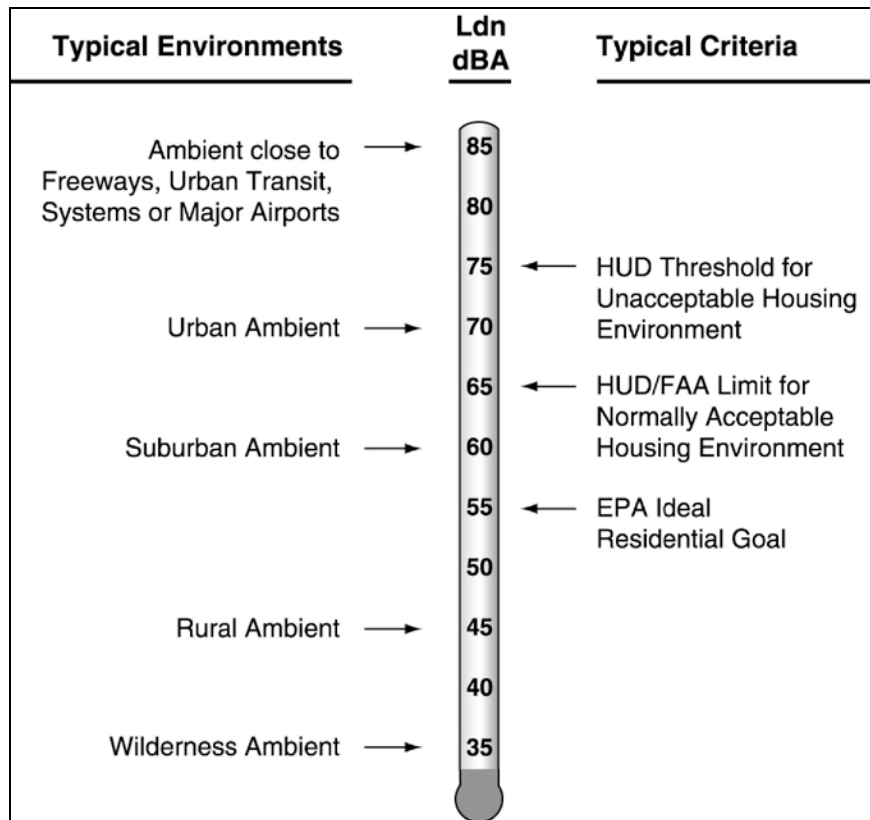 Typical Environments
Ldn
dBA
Typical Criteria
Ambient close to
Freeways, Urban Transit,
Systems or Major Airports
Urban Ambient
Suburban Ambient
Rural Ambient
Wilderness Ambient
85
80
75
70
65
60
55
50
45
40
35
HUD Threshold for
Unacceptable Housing
Environment
HUD/FAA Limit for
Normally Acceptable
Housing Environment
EPA Ideal
Residential Goal